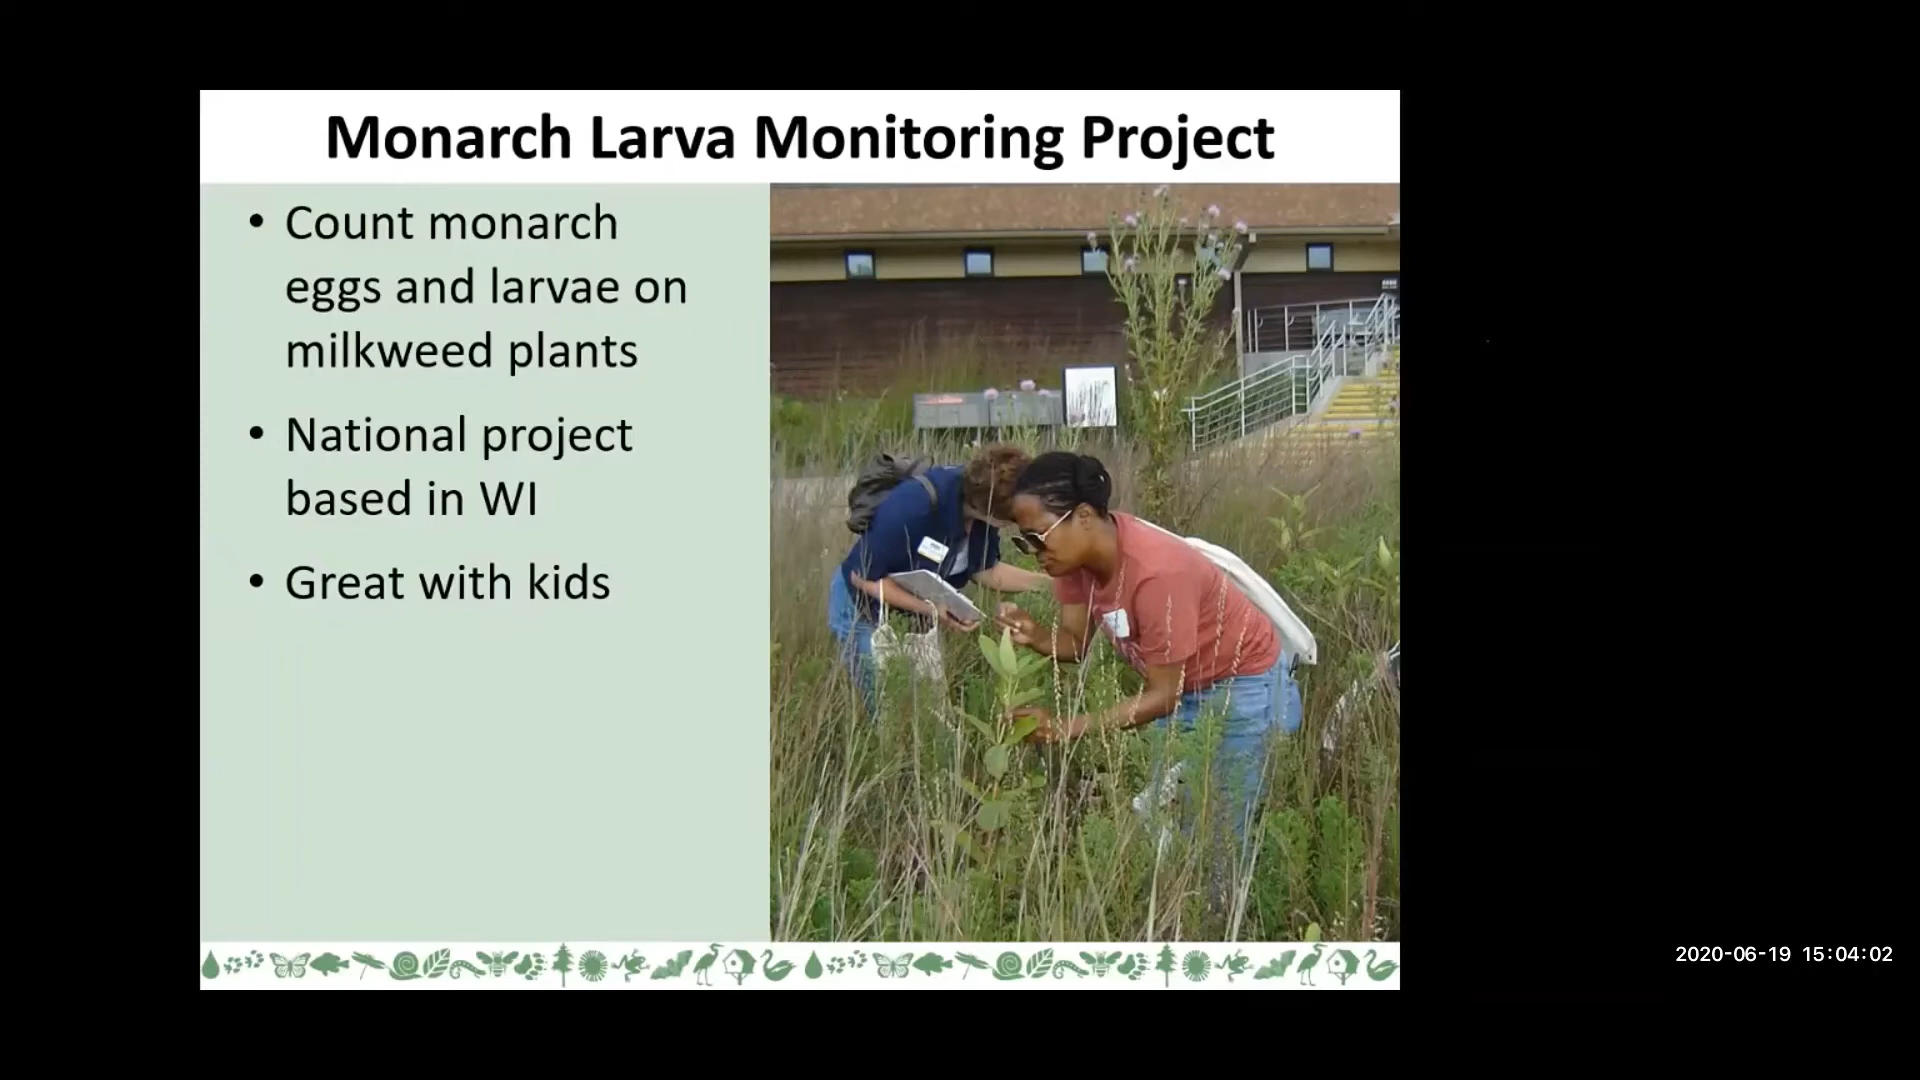 Monarch Larva Monitoring Project
• Count monarch
eggs and larvae on
milkweed plants
• National project
based in WI
• Great with kids
2020-06-19 15:04:02